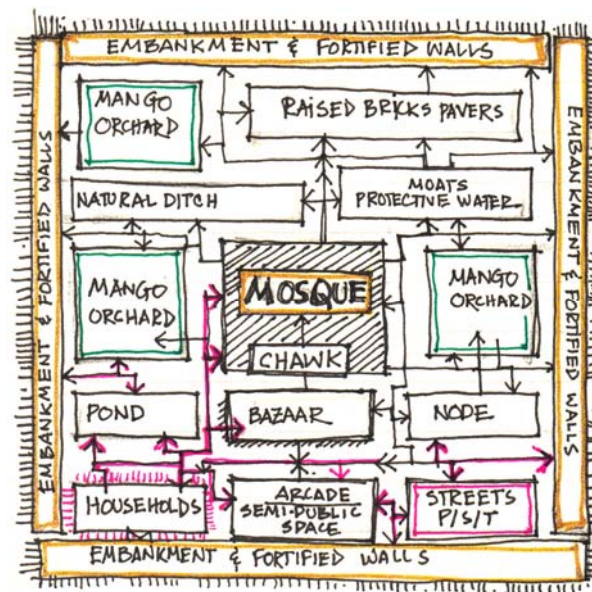 EMBANKMENT & FORTIFIED WALLS
EMBANKMENT & FORTIFIED WALLS
EMBANKMENT & FORTIFIED WALLS
MANGO
ORCHARD
RAISED BRICKS PAVERS
NATURAL DITCH
MOATS
PROTECTIVE WATER
MANGO
ORCHARD
MOSQUE
CHAWK
MANGO
ORCHARD
POND
BAZAAR
NODE
HOUSEHOLDS
ARCADE
SEMI-PUBLIC
SPACE
STREETS
P/S/T
EMBANKMENT & FORTIFIED WALLS